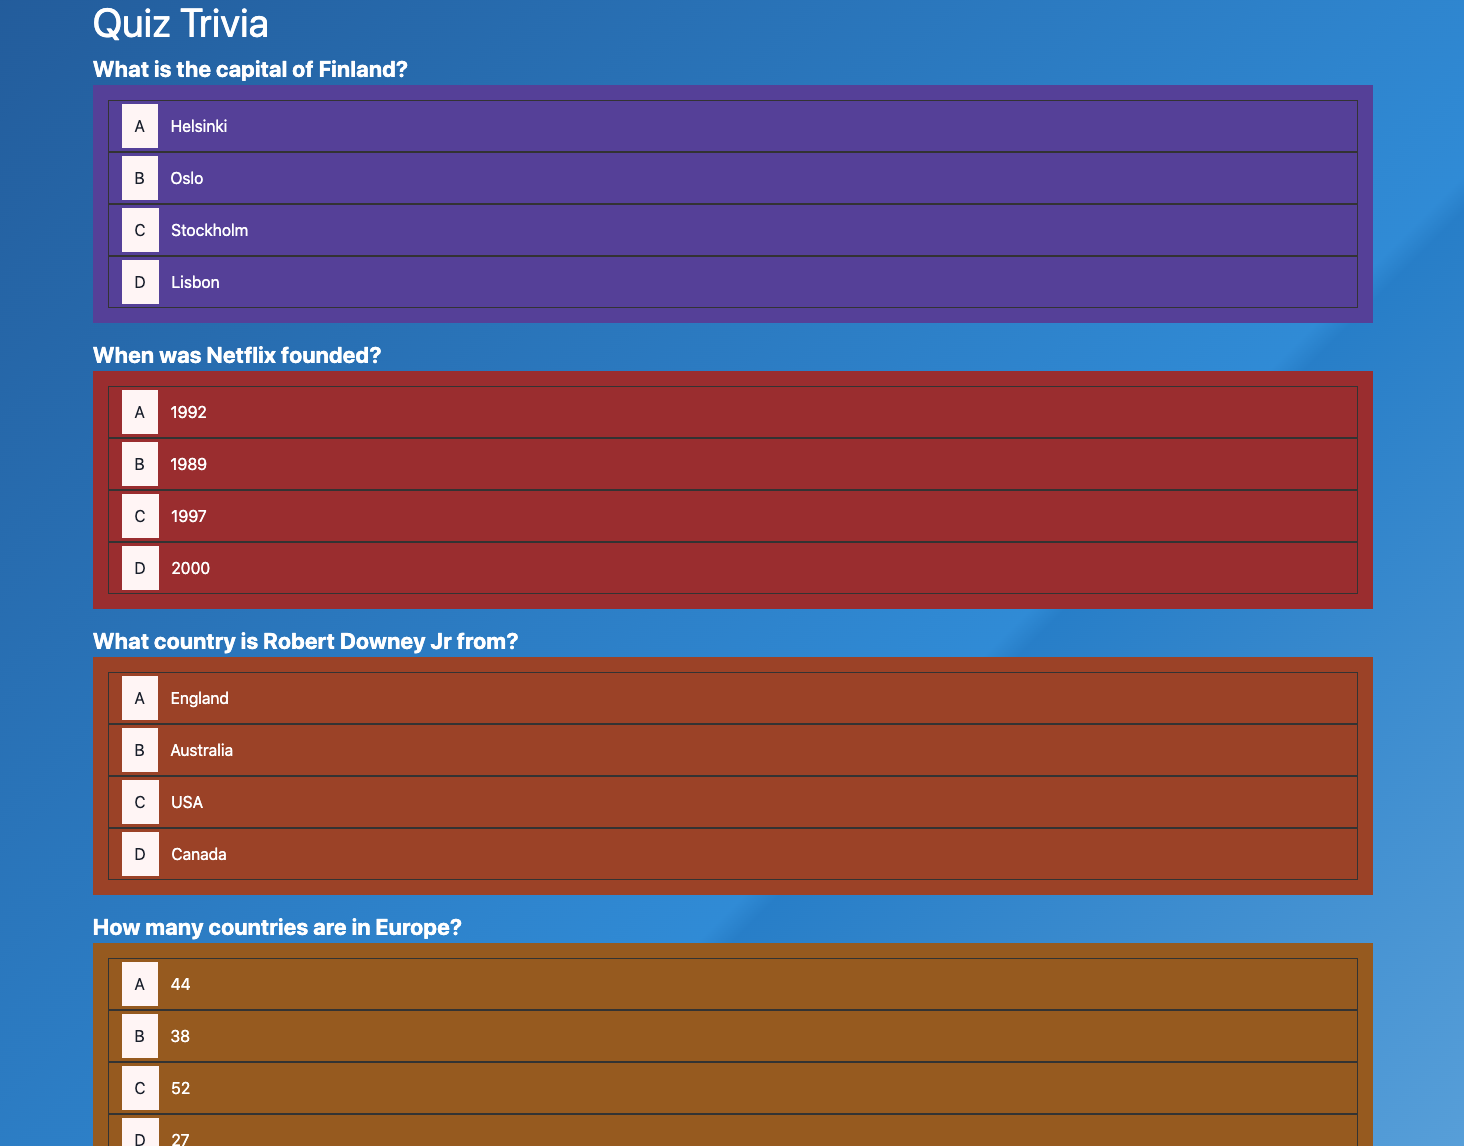 Quiz Trivia
What is the capital of Finland?
A Helsinki
B Oslo
C Stockholm
D Lisbon
When was Netflix founded?
A 1992
B 1989
C 1997
D 2000
What country is Robert Downey Jr from?
A England
B Australia
C USA
D Canada
How many countries are in Europe?
A 44
B 38
C 52
D 27